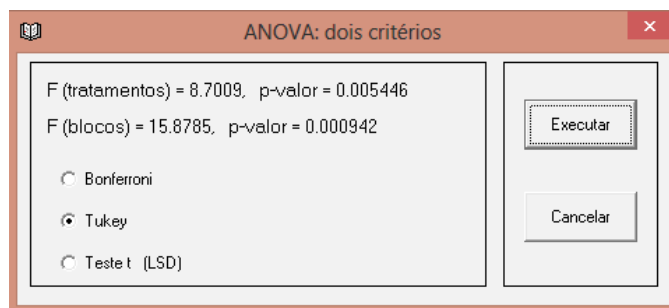 ANOVA: dois critérios
F (tratamentos) = 8.7009, p-valor = 0.005446
F (blocos) = 15.8785, p-valor = 0.000942
Bonferroni
Tukey
Teste t (LSD)
Executar
Cancelar